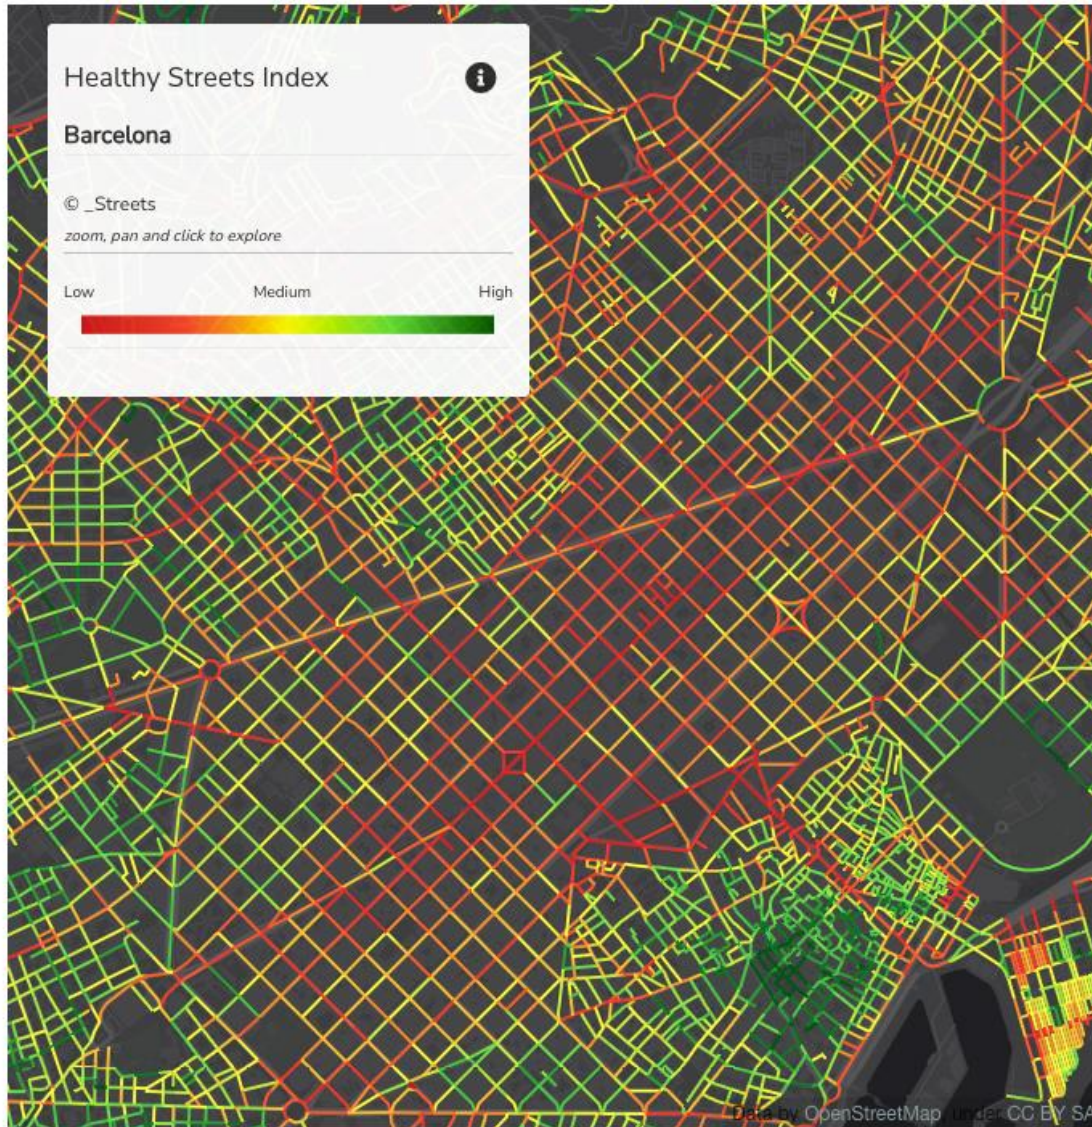 Healthy Streets Index
Barcelona
© _Streets
zoom, pan and click to explore
Low Medium High
Data by OpenStreetMap, under CC BY SA